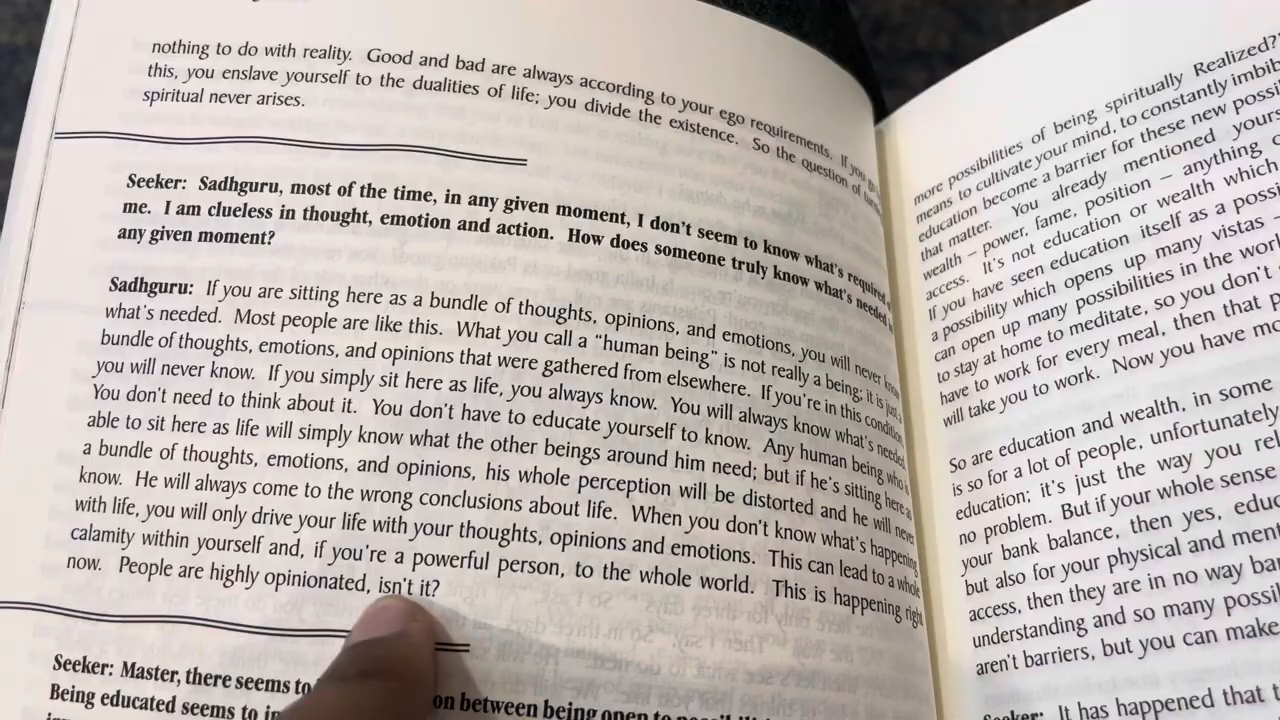 nothing to do with reality. Good and bad are always according to your ego requirements. If you
this, you enslave yourself to the dualities of life; you divide the existence. So the question of
spiritual never arises.
Seeker: Sadhguru, most of the time, in any given moment, I don't seem to know what's required
me. I am clueless in thought, emotion and action. How does someone truly know what's needed
any given moment?
Sadhguru: If you are sitting here as a bundle of thoughts, opinions, and emotions, you will never know
what's needed. Most people are like this. What you call a "human being" is not really a being; it is just a
bundle of thoughts, emotions, and opinions that were gathered from elsewhere. If you're in this condition
you will never know. If you simply sit here as life, you always know. You will always know what's needed
You don't need to think about it. You don't have to educate yourself to know. Any human being who is
able to sit here as life will simply know what the other beings around him need; but if he's sitting here as
a bundle of thoughts, emotions, and opinions, his whole perception will be distorted and he will never
know. He will always come to the wrong conclusions about life. When you don't know what's happening
with life, you will only drive your life with your thoughts, opinions and emotions. This can lead to a whole
calamity within yourself and, if you're a powerful person, to the whole world. This is happening right
now. People are highly opinionated, isn't it?
Seeker: Master, there seems to
on between being open to
Being educated seems to
more possibilities of being spiritually Realized?
means to cultivate your mind, to constantly
education become a barrier for these new
that matter. You already mentioned
wealth – power, fame, position – anything,
access. It's not education or wealth which
If you have seen education itself as a
a possibility which opens up many vistas –
can open up many possibilities in the
to stay at home to meditate, so you don't
have to work for every meal, then that
will take you to work. Now you have
So are education and wealth, in some
is so for a lot of people, unfortunately
education; it's just the way you
no problem. But if your whole sense
your bank balance, then yes,
but also for your physical and
access, then they are in no way
understanding and so many
aren't barriers, but you can make
Seeker: It has happened that